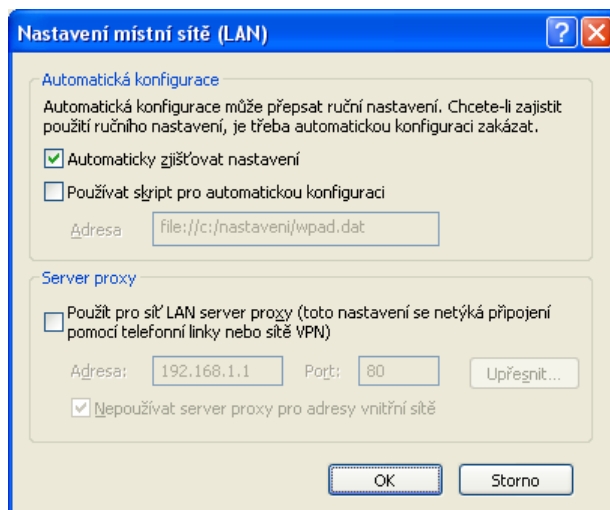 Nastavení místní sítě (LAN)
Automatická konfigurace
Automatická konfigurace může přepsat ruční nastavení. Chcete-li zajistit
použití ručního nastavení, je třeba automatickou konfiguraci zakázat.
Automaticky zjišťovat nastavení
Používat skript pro automatickou konfiguraci
Adresa file://c:/nastaveni/wpad.dat
Server proxy
Použít pro síť LAN server proxy (toto nastavení se netýká připojení
pomocí telefonní linky nebo sítě VPN)
Adresa: 192.168.1.1 Port: 80 Upřesnit...
Nepoužívat server proxy pro adresy vnitřní sítě
OK Storno